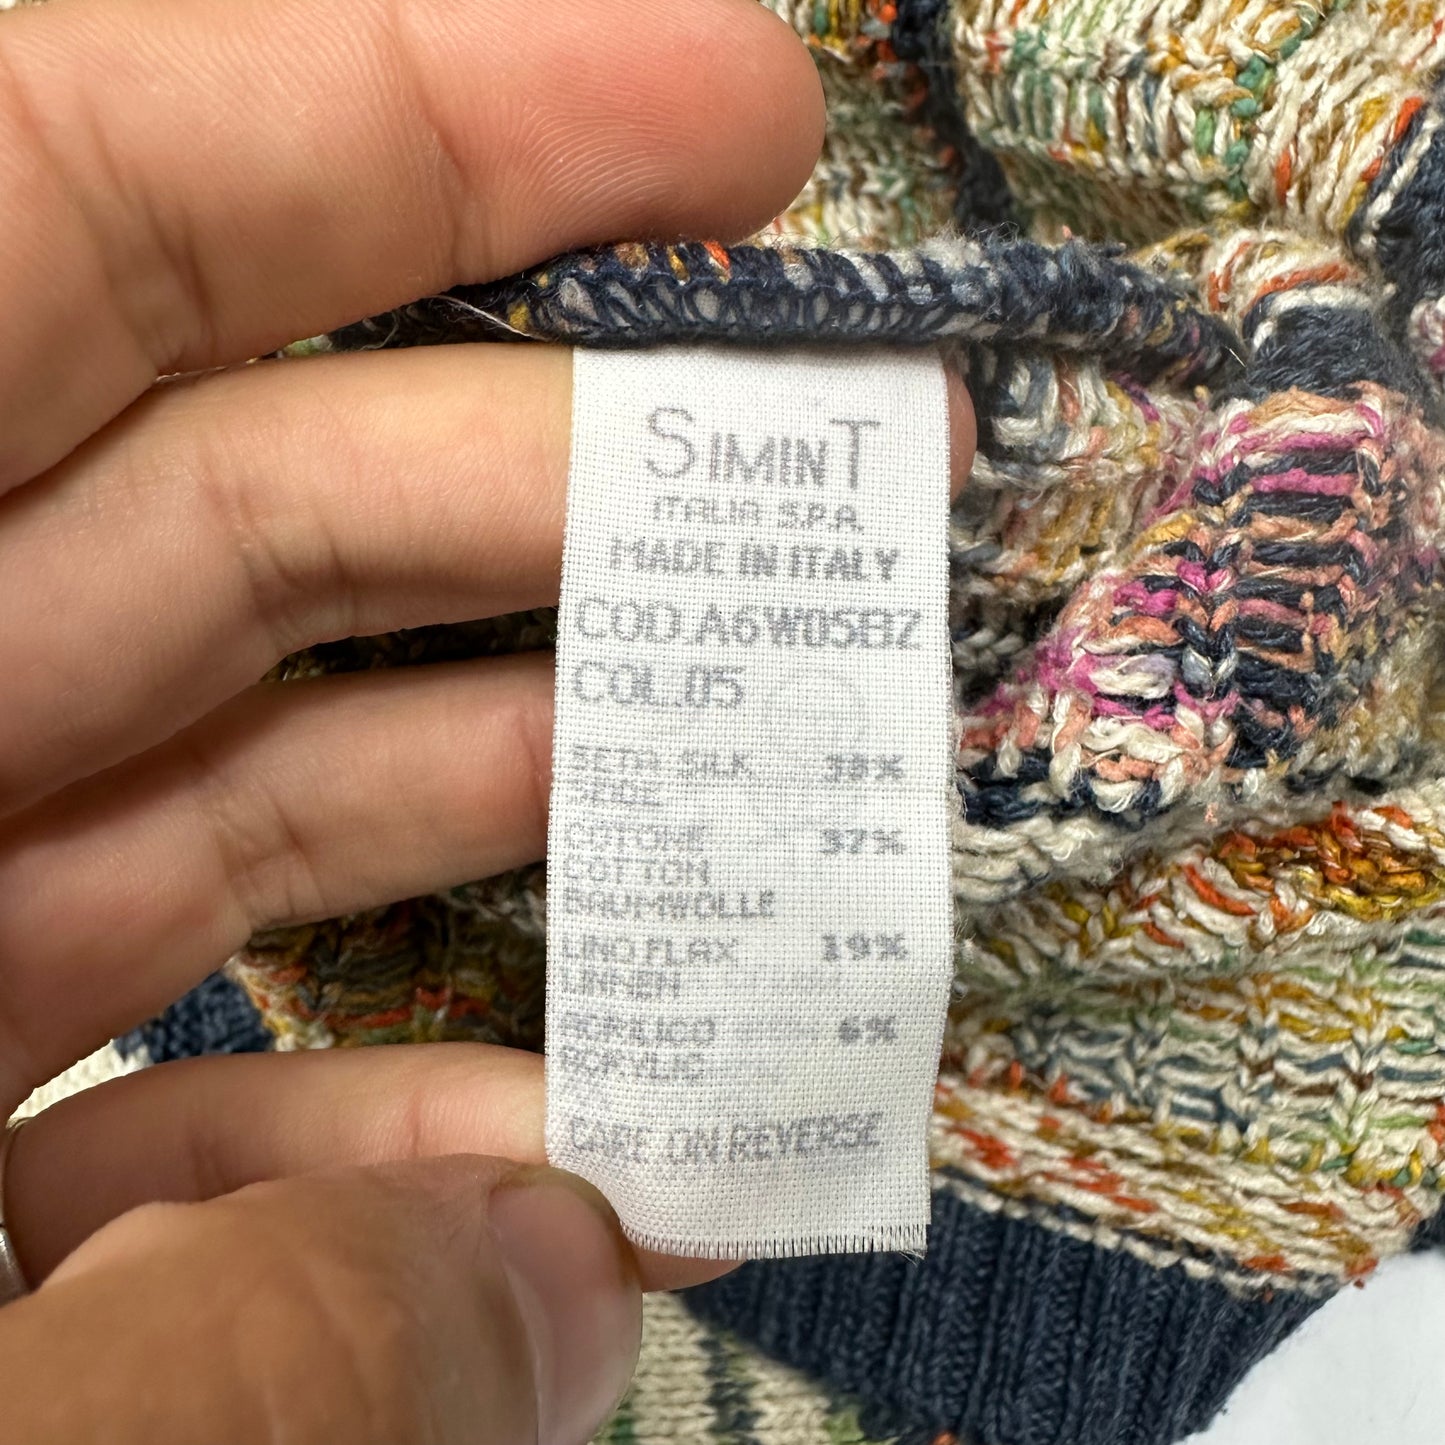 SIMINT
ITALIA S.P.A.
MADE IN ITALY
COD.A6W05BZ
COL.05
SETA SILK 38%
SEIDE
COTONE 37%
COTTON
BAUMWOLLE
LINO FLAX 19%
LINNEN
ACRILICO 6%
ACRYLIC
CARE ON REVERSE